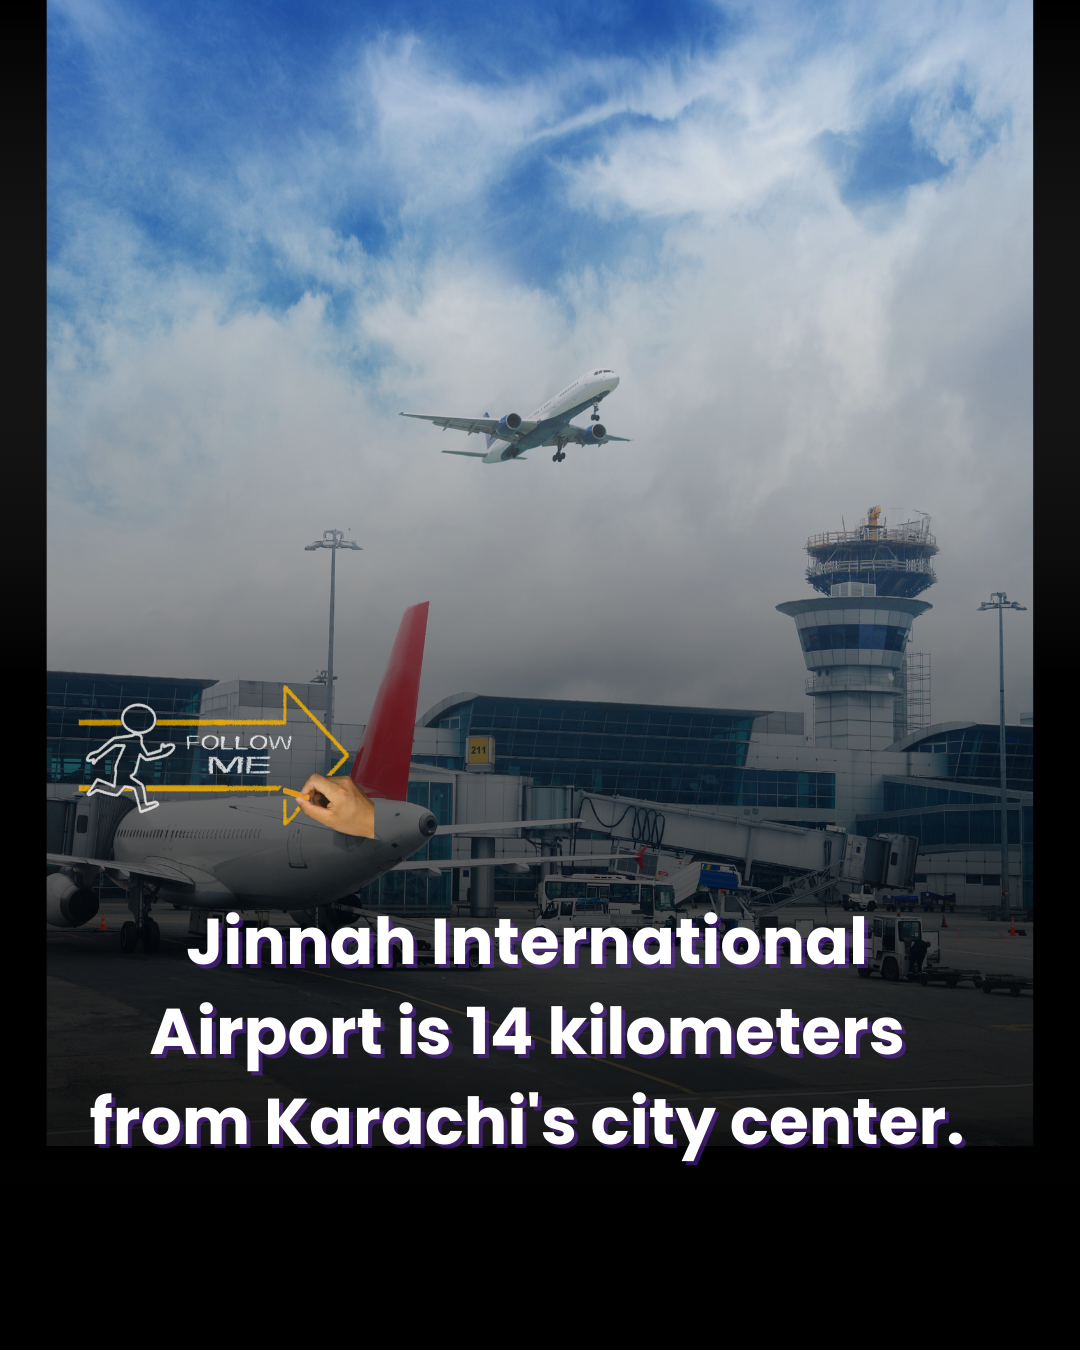 211
FOLLOW
ME
Jinnah International
Airport is 14 kilometers
from Karachi's city center.